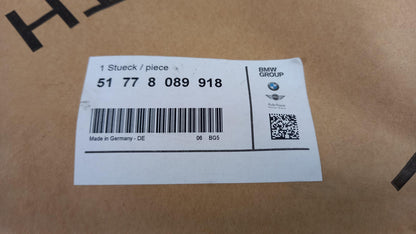 1 Stueck / piece
51 77 8 089 918
Made in Germany - DE
06 BG5
BMW
GROUP